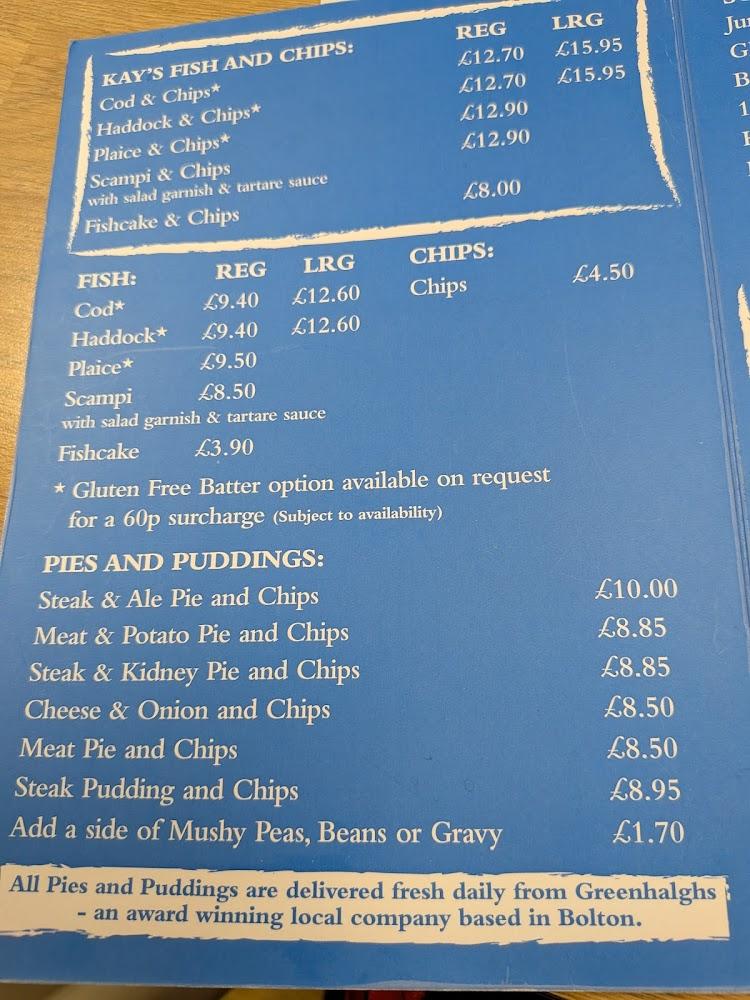 KAY'S FISH AND CHIPS: REG LRG
Cod & Chips* £12.70 £15.95
Haddock & Chips* £12.70 £15.95
Plaice & Chips* £12.90
Scampi & Chips £12.90
with salad garnish & tartare sauce
Fishcake & Chips £8.00
FISH: REG LRG
Cod* £9.40 £12.60
Haddock* £9.40 £12.60
Plaice* £9.50
Scampi £8.50
with salad garnish & tartare sauce
Fishcake £3.90
CHIPS:
Chips £4.50
* Gluten Free Batter option available on request
for a 60p surcharge (Subject to availability)
PIES AND PUDDINGS:
Steak & Ale Pie and Chips £10.00
Meat & Potato Pie and Chips £8.85
Steak & Kidney Pie and Chips £8.85
Cheese & Onion and Chips £8.50
Meat Pie and Chips £8.50
Steak Pudding and Chips £8.95
Add a side of Mushy Peas, Beans or Gravy £1.70
All Pies and Puddings are delivered fresh daily from Greenhalghs
- an award winning local company based in Bolton.